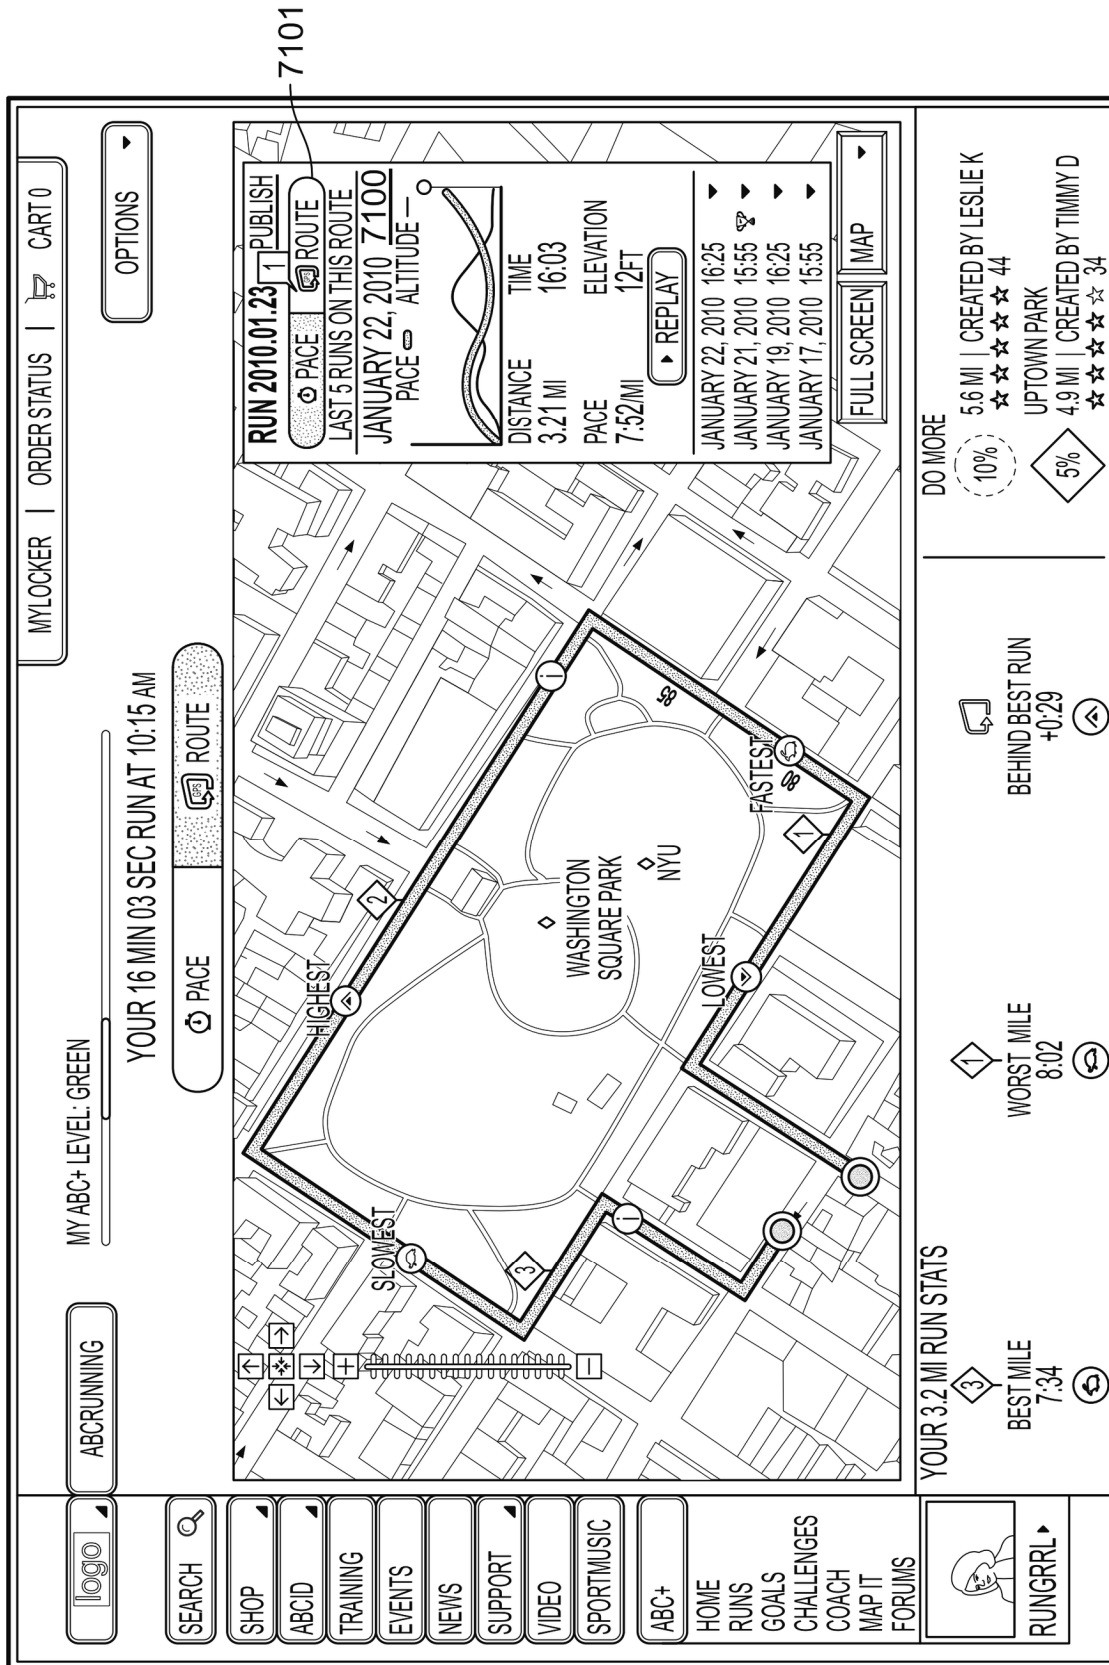 MYLOCKER | ORDER STATUS | CART 0
logo
ABCRUNNING
MY ABC+ LEVEL: GREEN
OPTIONS
YOUR 16 MIN 03 SEC RUN AT 10:15 AM
PACE
GPS ROUTE
SEARCH
SHOP
ABCID
TRAINING
EVENTS
NEWS
SUPPORT
VIDEO
SPORTMUSIC
ABC+
HOME
RUNS
GOALS
CHALLENGES
COACH
MAP IT
FORUMS
RUNGRRL
HIGHEST
2
i
SLOWEST
3
i
WASHINGTON
SQUARE PARK
NYU
85
FASTEST
80
1
LOWEST
+
−
7101
RUN 2010.01.23
1
PUBLISH
PACE
GPS ROUTE
LAST 5 RUNS ON THIS ROUTE
JANUARY 22, 2010 7100
PACE ALTITUDE
DISTANCE TIME
3.21 MI 16:03
PACE ELEVATION
7:52/MI 12FT
REPLAY
JANUARY 22, 2010 16:25
JANUARY 21, 2010 15:55
JANUARY 19, 2010 16:25
JANUARY 17, 2010 15:55
FULL SCREEN
MAP
YOUR 3.2 MI RUN STATS
3
BEST MILE
7:34
1
WORST MILE
8:02
BEHIND BEST RUN
+0:29
DO MORE
10%
5.6 MI | CREATED BY LESLIE K
44
5%
UPTOWN PARK
4.9 MI | CREATED BY TIMMY D
34